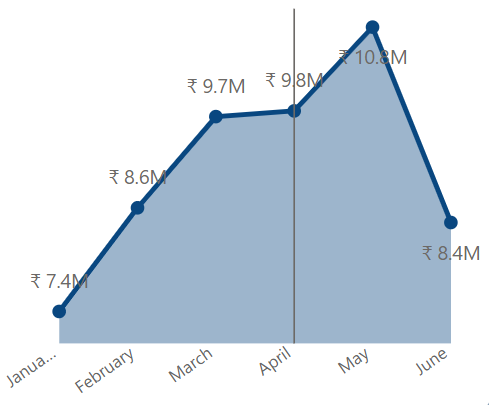 ₹ 10.8M
₹ 9.8M
₹ 9.7M
₹ 8.6M
₹ 8.4M
₹ 7.4M
Janua...
February
March
April
May
June